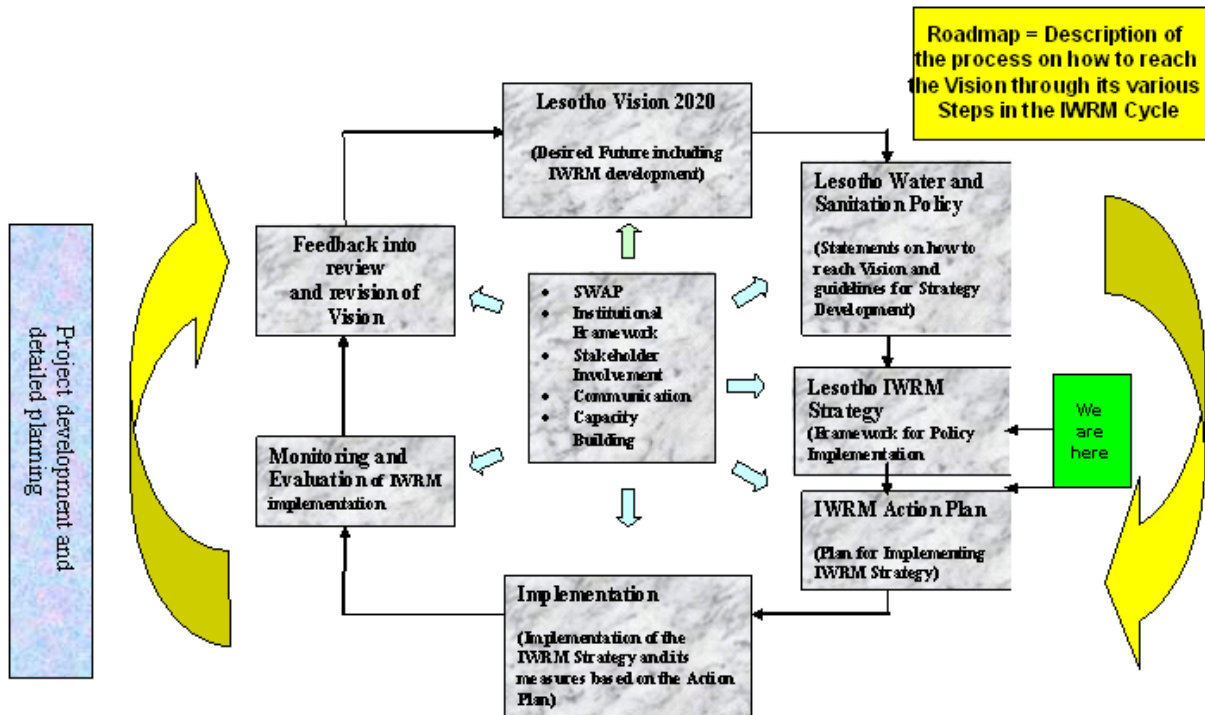 Roadmap = Description of
the process on how to reach
the Vision through its various
Steps in the IWRM Cycle
Lesotho Vision 2020
(Desired Future including
IWRM development)
Lesotho Water and
Sanitation Policy
(Statements on how to
reach Vision and
guidelines for Strategy
Development)
Feedback into
review
and revision of
Vision
• SWAP
• Institutional
Framework
• Stakeholder
Involvement
• Communication
• Capacity
Building
Lesotho IWRM
Strategy
(Framework for Policy
Implementation
We
are
here
Project development and
detailed planning
Monitoring and
Evaluation of IWRM
implementation
IWRM Action Plan
(Plan for Implementing
IWRM Strategy)
Implementation
(Implementation of the
IWRM Strategy and its
measures based on the Action
Plan)